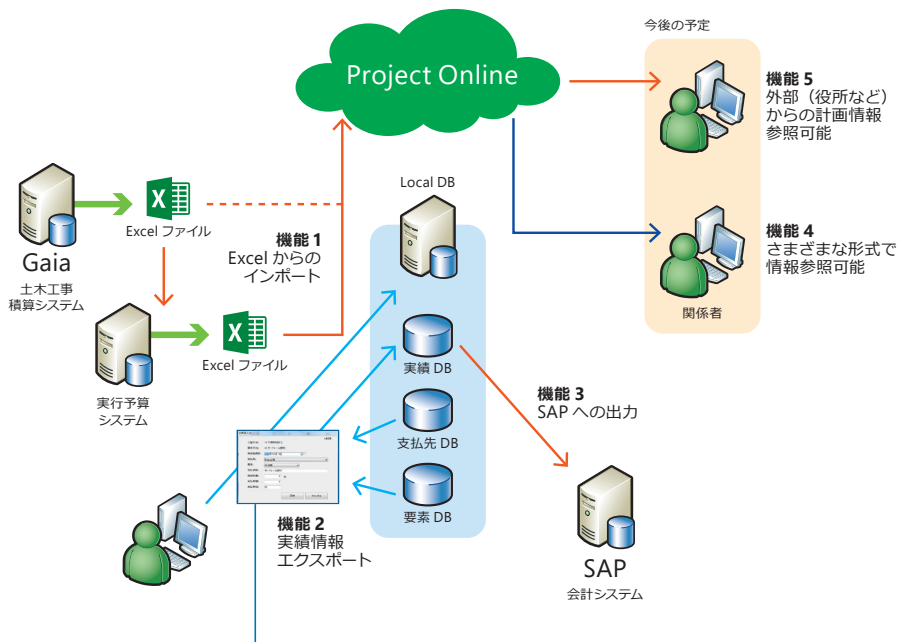 今後の予定
Project Online
機能 5
外部（役所など）
からの計画情報
参照可能
Local DB
Excel ファイル
機能 1
Excel からの
インポート
機能 4
さまざまな形式で
情報参照可能
Gaia
土木工事
積算システム
関係者
Excel ファイル
実績 DB
実行予算
システム
機能 3
SAP への出力
支払先 DB
要素 DB
機能 2
実績情報
エクスポート
SAP
会計システム